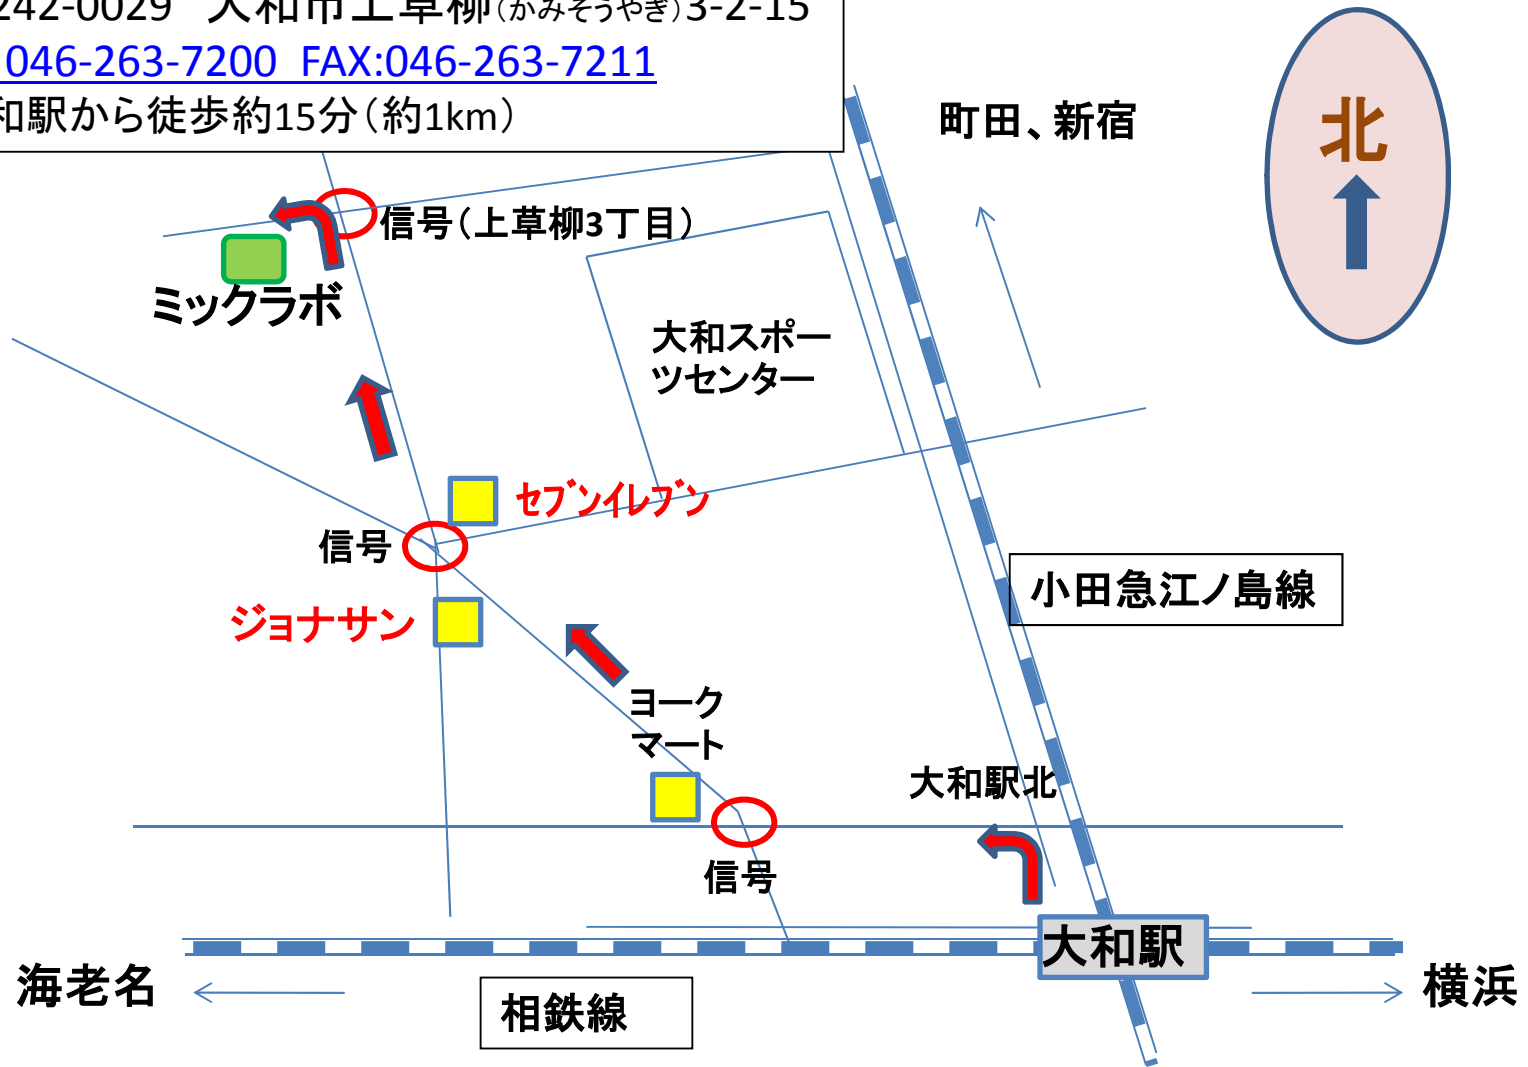 242-0029 大和市上草柳(かみそうやぎ)3-2-15
046-263-7200 FAX:046-263-7211
和駅から徒歩約15分(約1km)
町田、新宿
北
信号(上草柳3丁目)
ミックラボ
大和スポー
ツセンター
セブンイレブン
信号
小田急江ノ島線
ジョナサン
ヨーク
マート
大和駅北
信号
大和駅
海老名
相鉄線
横浜